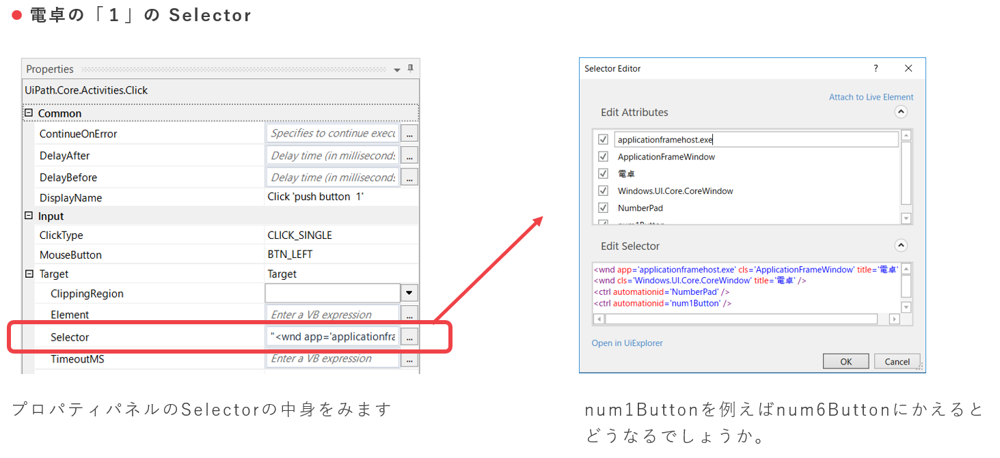 ● 電卓の「１」の Selector
Properties
UiPath.Core.Activities.Click
Common
ContinueOnError Specifies to continue execu ...
DelayAfter Delay time (in milliseconds ...
DelayBefore Delay time (in milliseconds ...
DisplayName Click 'push button  1'
Input
ClickType CLICK_SINGLE
MouseButton BTN_LEFT
Target Target
ClippingRegion
Element Enter a VB expression ...
Selector "<wnd app='applicationfra ...
TimeoutMS Enter a VB expression ...
プロパティパネルのSelectorの中身をみます
Selector Editor ?
Attach to Live Element
Edit Attributes
applicationframehost.exe
ApplicationFrameWindow
電卓
Windows.UI.Core.CoreWindow
NumberPad
num1Button
Edit Selector
<wnd app='applicationframehost.exe' cls='ApplicationFrameWindow' title='電卓'
<wnd cls='Windows.UI.Core.CoreWindow' title='電卓' />
<ctrl automationid='NumberPad' />
<ctrl automationid='num1Button' />
Open in UiExplorer
OK Cancel
num1Buttonを例えばnum6Buttonにかえると
どうなるでしょうか。